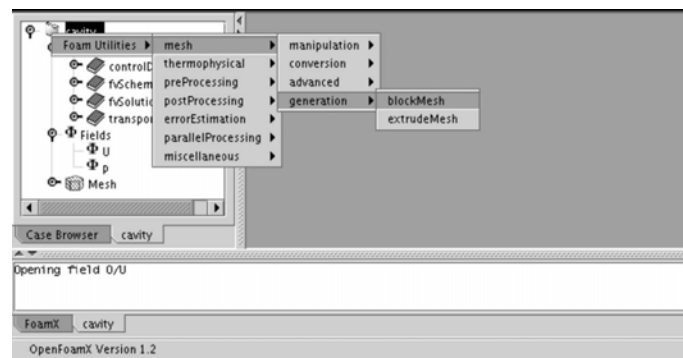 cavity
Foam Utilities
mesh
manipulation
controlD
thermophysical
conversion
fvSchem
preProcessing
advanced
fvSolutio
postProcessing
generation
blockMesh
transpor
errorEstimation
extrudeMesh
Fields
parallelProcessing
U
miscellaneous
p
Mesh
Case Browser
cavity
Opening field 0/U
FoamX
cavity
OpenFoamX Version 1.2